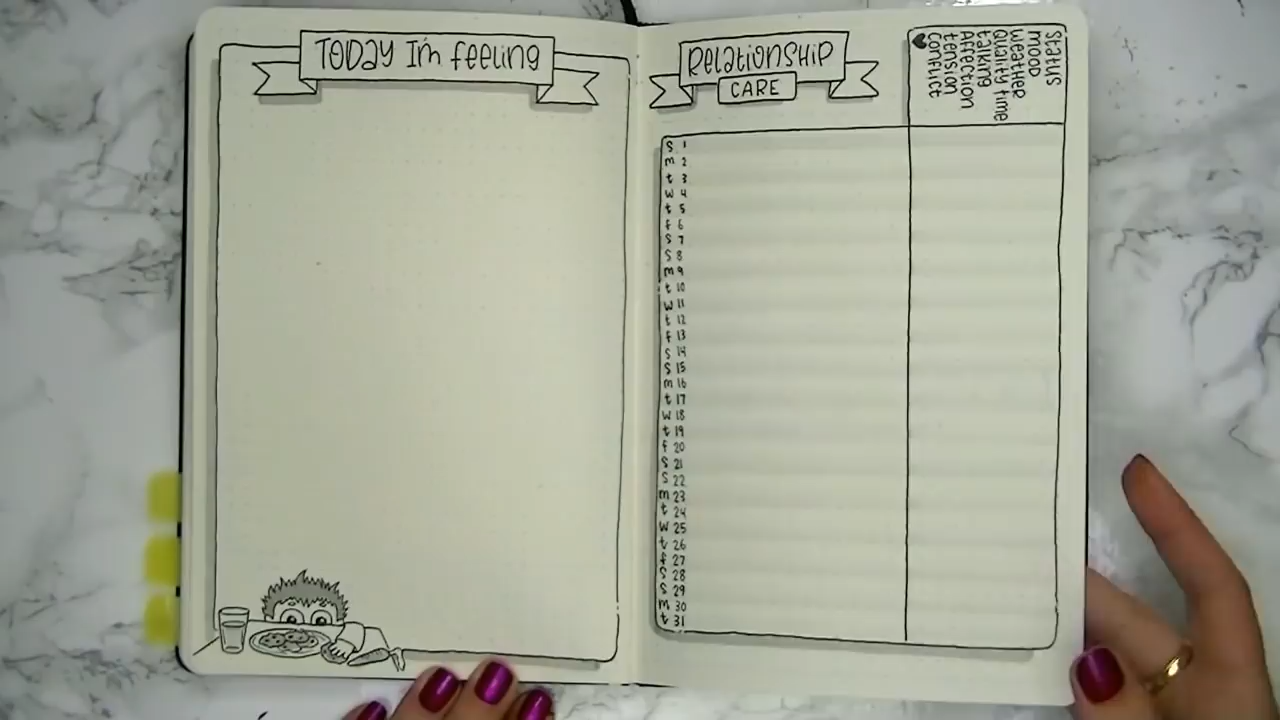 TODAY I'm feeling
RelationSHIP
CARE
Status
mood
Weather
Quality time
talking
Affection
tension
Conflict
S 1
m 2
t 3
W 4
t 5
f 6
S 7
S 8
m 9
t 10
W 11
t 12
f 13
S 14
S 15
m 16
t 17
W 18
t 19
f 20
S 21
S 22
m 23
t 24
W 25
t 26
f 27
S 28
S 29
m 30
t 31